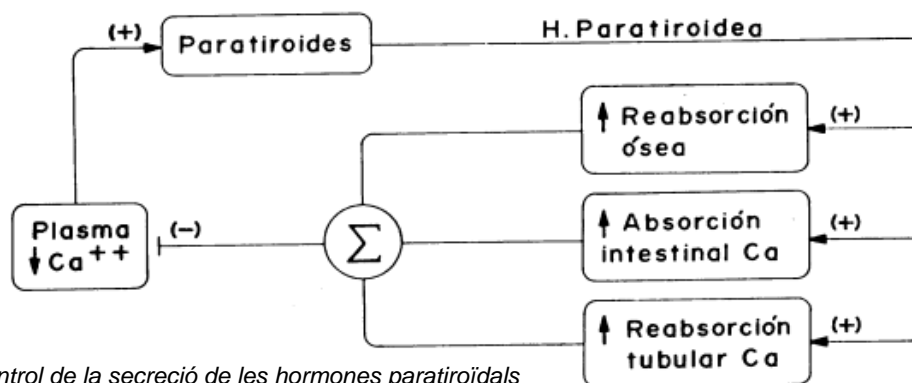 (+)
Paratiroides
H. Paratiroidea
↑ Reabsorción
ósea
(+)
Plasma
↓ Ca++
(-)
Σ
↑ Absorción
intestinal Ca
(+)
↑ Reabsorción
tubular Ca
(+)
ntrol de la secreció de les hormones paratiroïdals